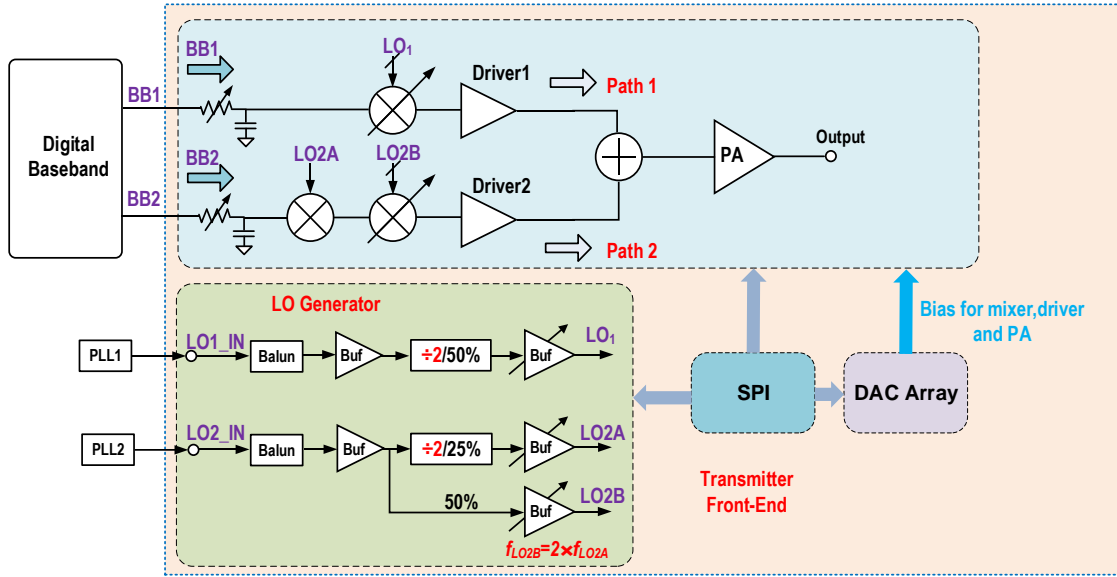 BB1
LO₁
Driver1
Path 1
BB1
Digital
Baseband
BB2
LO2A
LO2B
Driver2
PA
Output
BB2
Path 2
LO Generator
Bias for mixer,driver
and PA
PLL1
LO1_IN
Balun
Buf
÷2/50%
Buf
LO₁
SPI
DAC Array
PLL2
LO2_IN
Balun
Buf
÷2/25%
Buf
LO2A
50%
Buf
LO2B
fLO2B=2×fLO2A
Transmitter
Front-End